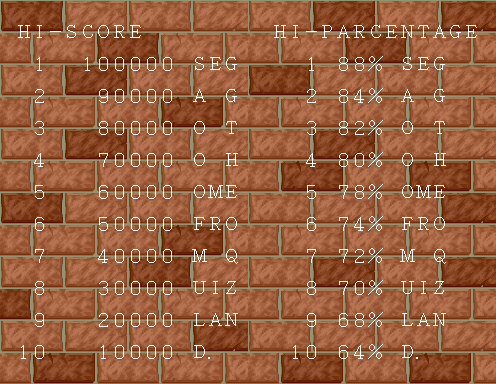 HI-SCORE HI-PARCENTAGE
1 100000 SEG 1 88% SEG
2 90000 A G 2 84% A G
3 80000 O T 3 82% O T
4 70000 O H 4 80% O H
5 60000 OME 5 78% OME
6 50000 FRO 6 74% FRO
7 40000 M Q 7 72% M Q
8 30000 UIZ 8 70% UIZ
9 20000 LAN 9 68% LAN
10 10000 D. 10 64% D.